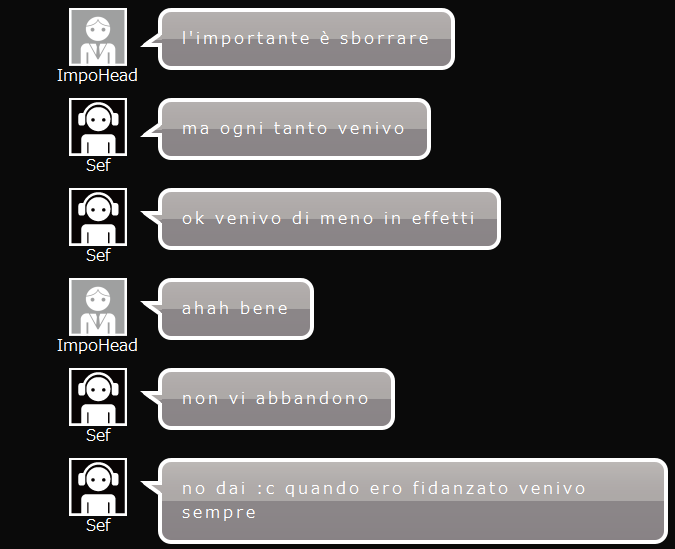 l'importante è sborrare
ImpoHead
ma ogni tanto venivo
Sef
ok venivo di meno in effetti
Sef
ahah bene
ImpoHead
non vi abbandono
Sef
no dai :c quando ero fidanzato venivo
sempre
Sef